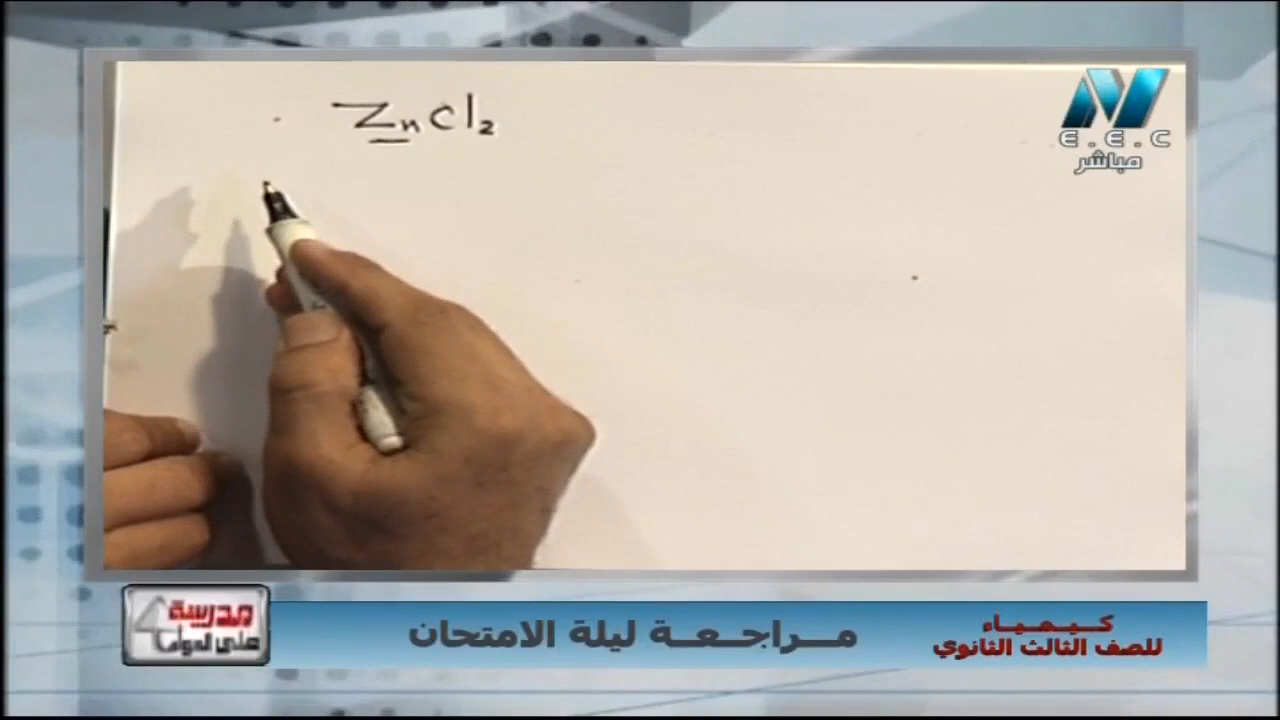 ZnCl₂
E.E.C
مباشر
مدرسة
على الهواء
كيمياء
للصف الثالث الثانوي
مراجعة ليلة الامتحان